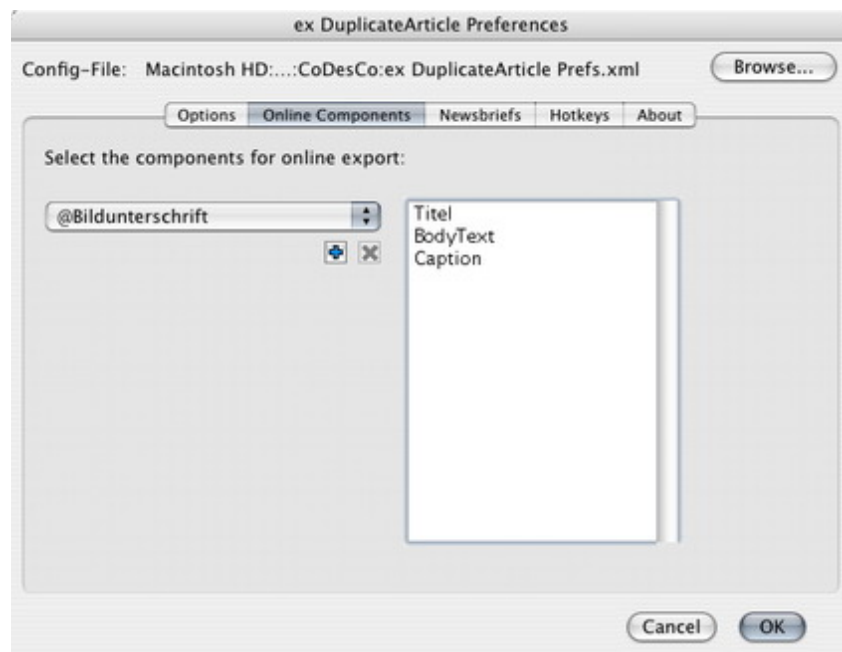 ex DuplicateArticle Preferences
Config-File: Macintosh HD:...:CoDesCo:ex DuplicateArticle Prefs.xml Browse...
Options Online Components Newsbriefs Hotkeys About
Select the components for online export:
@Bildunterschrift
Titel
BodyText
Caption
Cancel OK